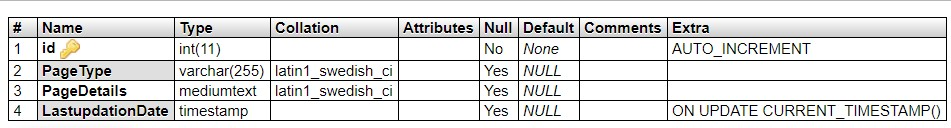 # Name Type Collation Attributes Null Default Comments Extra
1 id int(11) No None AUTO_INCREMENT
2 PageType varchar(255) latin1_swedish_ci Yes NULL
3 PageDetails mediumtext latin1_swedish_ci Yes NULL
4 LastupdationDate timestamp Yes NULL ON UPDATE CURRENT_TIMESTAMP()